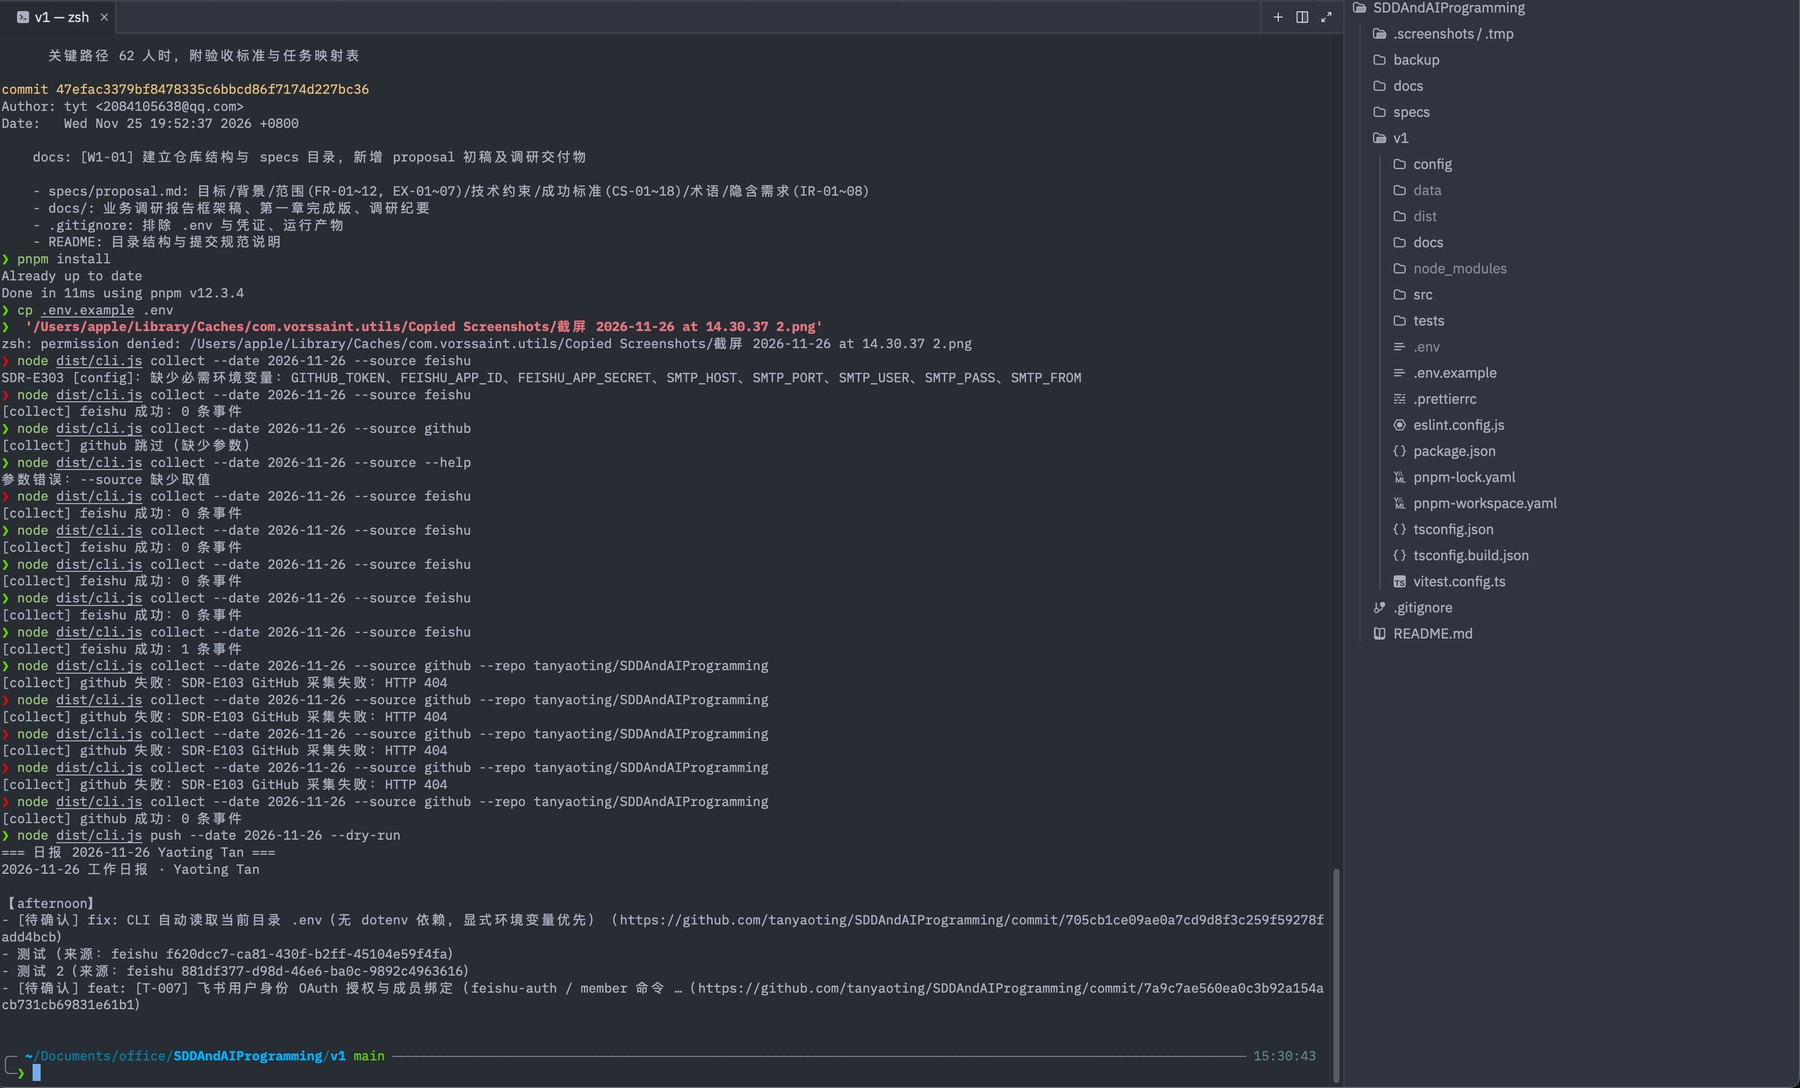 v1 — zsh ×
关键路径 62 人时，附验收标准与任务映射表
commit 47efac3379bf8478335c6bbcd86f7174d227bc36
Author: tyt <2084105638@qq.com>
Date:   Wed Nov 25 19:52:37 2026 +0800
docs: [W1-01] 建立仓库结构与 specs 目录，新增 proposal 初稿及调研交付物
- specs/proposal.md: 目标/背景/范围(FR-01~12, EX-01~07)/技术约束/成功标准(CS-01~18)/术语/隐含需求(IR-01~08)
- docs/: 业务调研报告框架稿、第一章完成版、调研纪要
- .gitignore: 排除 .env 与凭证、运行产物
- README: 目录结构与提交规范说明
❯ pnpm install
Already up to date
Done in 11ms using pnpm v12.3.4
❯ cp .env.example .env
❯  '/Users/apple/Library/Caches/com.vorssaint.utils/Copied Screenshots/截屏 2026-11-26 at 14.30.37 2.png'
zsh: permission denied: /Users/apple/Library/Caches/com.vorssaint.utils/Copied Screenshots/截屏 2026-11-26 at 14.30.37 2.png
❯ node dist/cli.js collect --date 2026-11-26 --source feishu
SDR-E303 [config]: 缺少必需环境变量: GITHUB_TOKEN、FEISHU_APP_ID、FEISHU_APP_SECRET、SMTP_HOST、SMTP_PORT、SMTP_USER、SMTP_PASS、SMTP_FROM
❯ node dist/cli.js collect --date 2026-11-26 --source feishu
[collect] feishu 成功: 0 条事件
❯ node dist/cli.js collect --date 2026-11-26 --source github
[collect] github 跳过 (缺少参数)
❯ node dist/cli.js collect --date 2026-11-26 --source --help
参数错误: --source 缺少取值
❯ node dist/cli.js collect --date 2026-11-26 --source feishu
[collect] feishu 成功: 0 条事件
❯ node dist/cli.js collect --date 2026-11-26 --source feishu
[collect] feishu 成功: 0 条事件
❯ node dist/cli.js collect --date 2026-11-26 --source feishu
[collect] feishu 成功: 0 条事件
❯ node dist/cli.js collect --date 2026-11-26 --source feishu
[collect] feishu 成功: 0 条事件
❯ node dist/cli.js collect --date 2026-11-26 --source feishu
[collect] feishu 成功: 1 条事件
❯ node dist/cli.js collect --date 2026-11-26 --source github --repo tanyaoting/SDDAndAIProgramming
[collect] github 失败: SDR-E103 GitHub 采集失败: HTTP 404
❯ node dist/cli.js collect --date 2026-11-26 --source github --repo tanyaoting/SDDAndAIProgramming
[collect] github 失败: SDR-E103 GitHub 采集失败: HTTP 404
❯ node dist/cli.js collect --date 2026-11-26 --source github --repo tanyaoting/SDDAndAIProgramming
[collect] github 失败: SDR-E103 GitHub 采集失败: HTTP 404
❯ node dist/cli.js collect --date 2026-11-26 --source github --repo tanyaoting/SDDAndAIProgramming
[collect] github 失败: SDR-E103 GitHub 采集失败: HTTP 404
❯ node dist/cli.js collect --date 2026-11-26 --source github --repo tanyaoting/SDDAndAIProgramming
[collect] github 成功: 0 条事件
❯ node dist/cli.js push --date 2026-11-26 --dry-run
=== 日报 2026-11-26 Yaoting Tan ===
2026-11-26 工作日报 · Yaoting Tan
【afternoon】
- [待确认] fix: CLI 自动读取当前目录 .env（无 dotenv 依赖，显式环境变量优先） (https://github.com/tanyaoting/SDDAndAIProgramming/commit/705cb1ce09ae0a7cd9d8f3c259f59278f
add4bcb)
- 测试 (来源: feishu f620dcc7-ca81-430f-b2ff-45104e59f4fa)
- 测试 2 (来源: feishu 881df377-d98d-46e6-ba0c-9892c4963616)
- [待确认] feat: [T-007] 飞书用户身份 OAuth 授权与成员绑定 (feishu-auth / member 命令 … (https://github.com/tanyaoting/SDDAndAIProgramming/commit/7a9c7ae560ea0c3b92a154a
cb731cb69831e61b1)
~/Documents/office/SDDAndAIProgramming/v1 main 15:30:43
❯
SDDAndAIProgramming
.screenshots / .tmp
backup
docs
specs
v1
config
data
dist
docs
node_modules
src
tests
.env
.env.example
.prettierrc
eslint.config.js
package.json
pnpm-lock.yaml
pnpm-workspace.yaml
tsconfig.json
tsconfig.build.json
vitest.config.ts
.gitignore
README.md